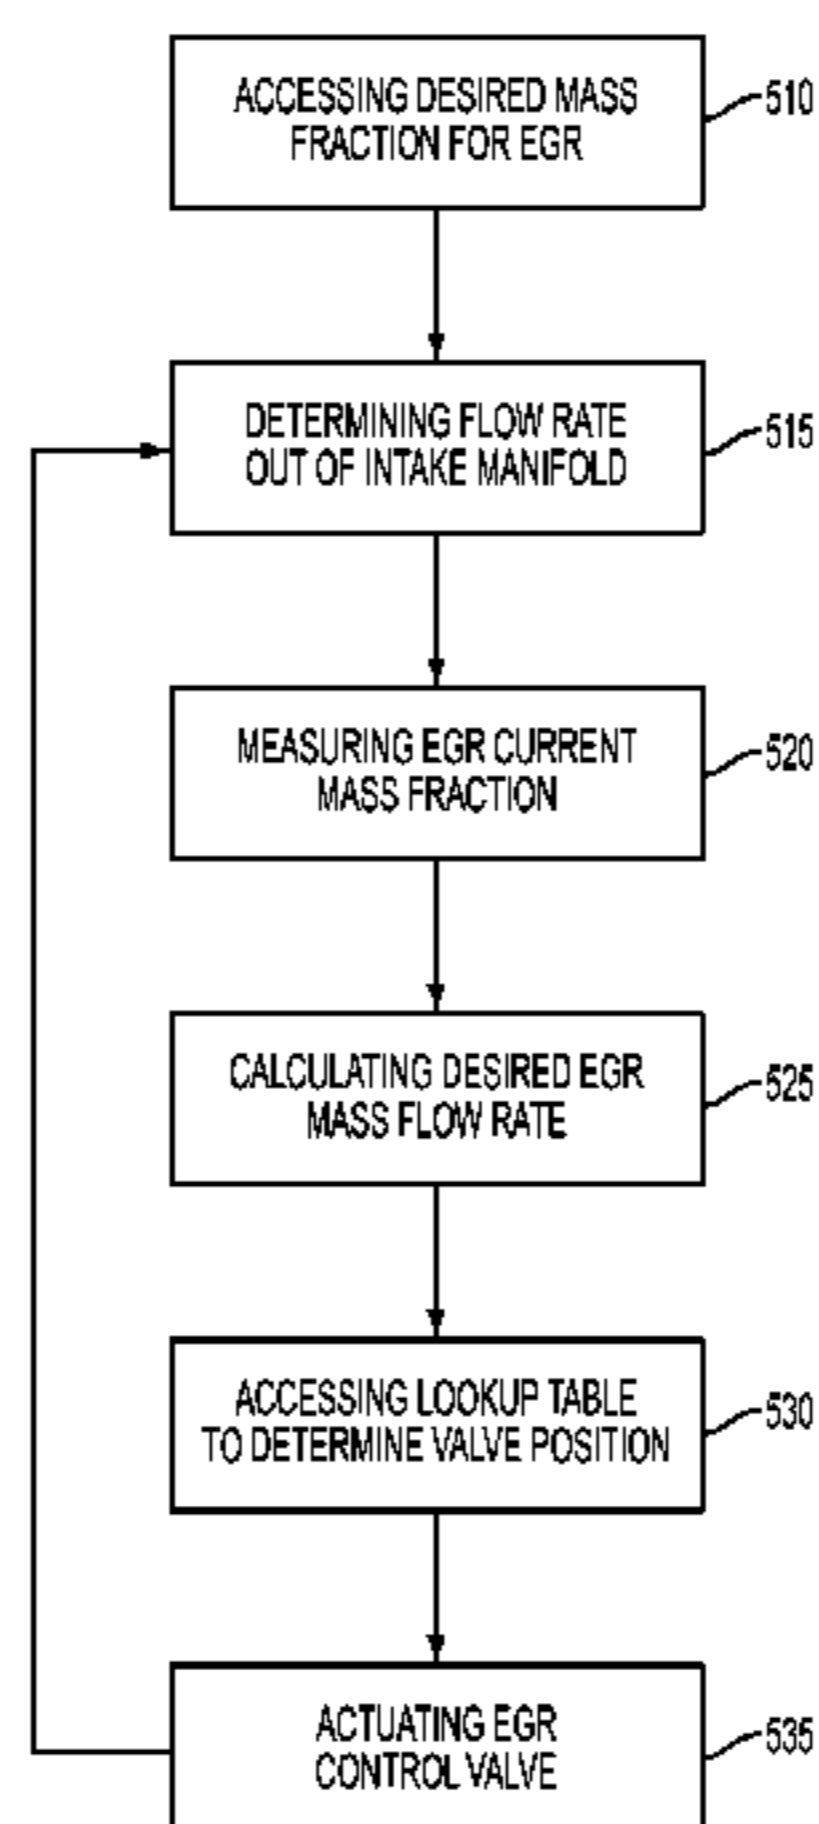 ACCESSING DESIRED MASS
FRACTION FOR EGR
510
DETERMINING FLOW RATE
OUT OF INTAKE MANIFOLD
515
MEASURING EGR CURRENT
MASS FRACTION
520
CALCULATING DESIRED EGR
MASS FLOW RATE
525
ACCESSING LOOKUP TABLE
TO DETERMINE VALVE POSITION
530
ACTUATING EGR
CONTROL VALVE
535